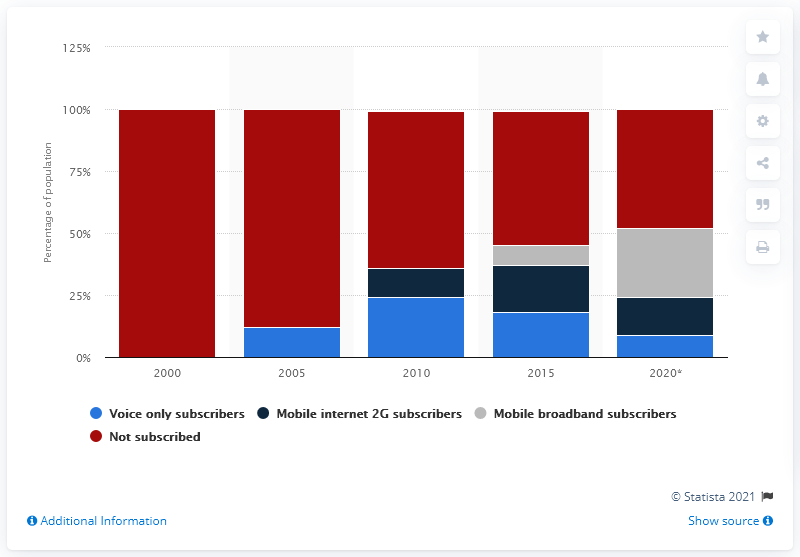 125%
100%
75%
50%
25%
0%
Percentage of population
2000 2005 2010 2015 2020*
Voice only subscribers Mobile internet 2G subscribers Mobile broadband subscribers
Not subscribed
© Statista 2021
Additional Information Show source